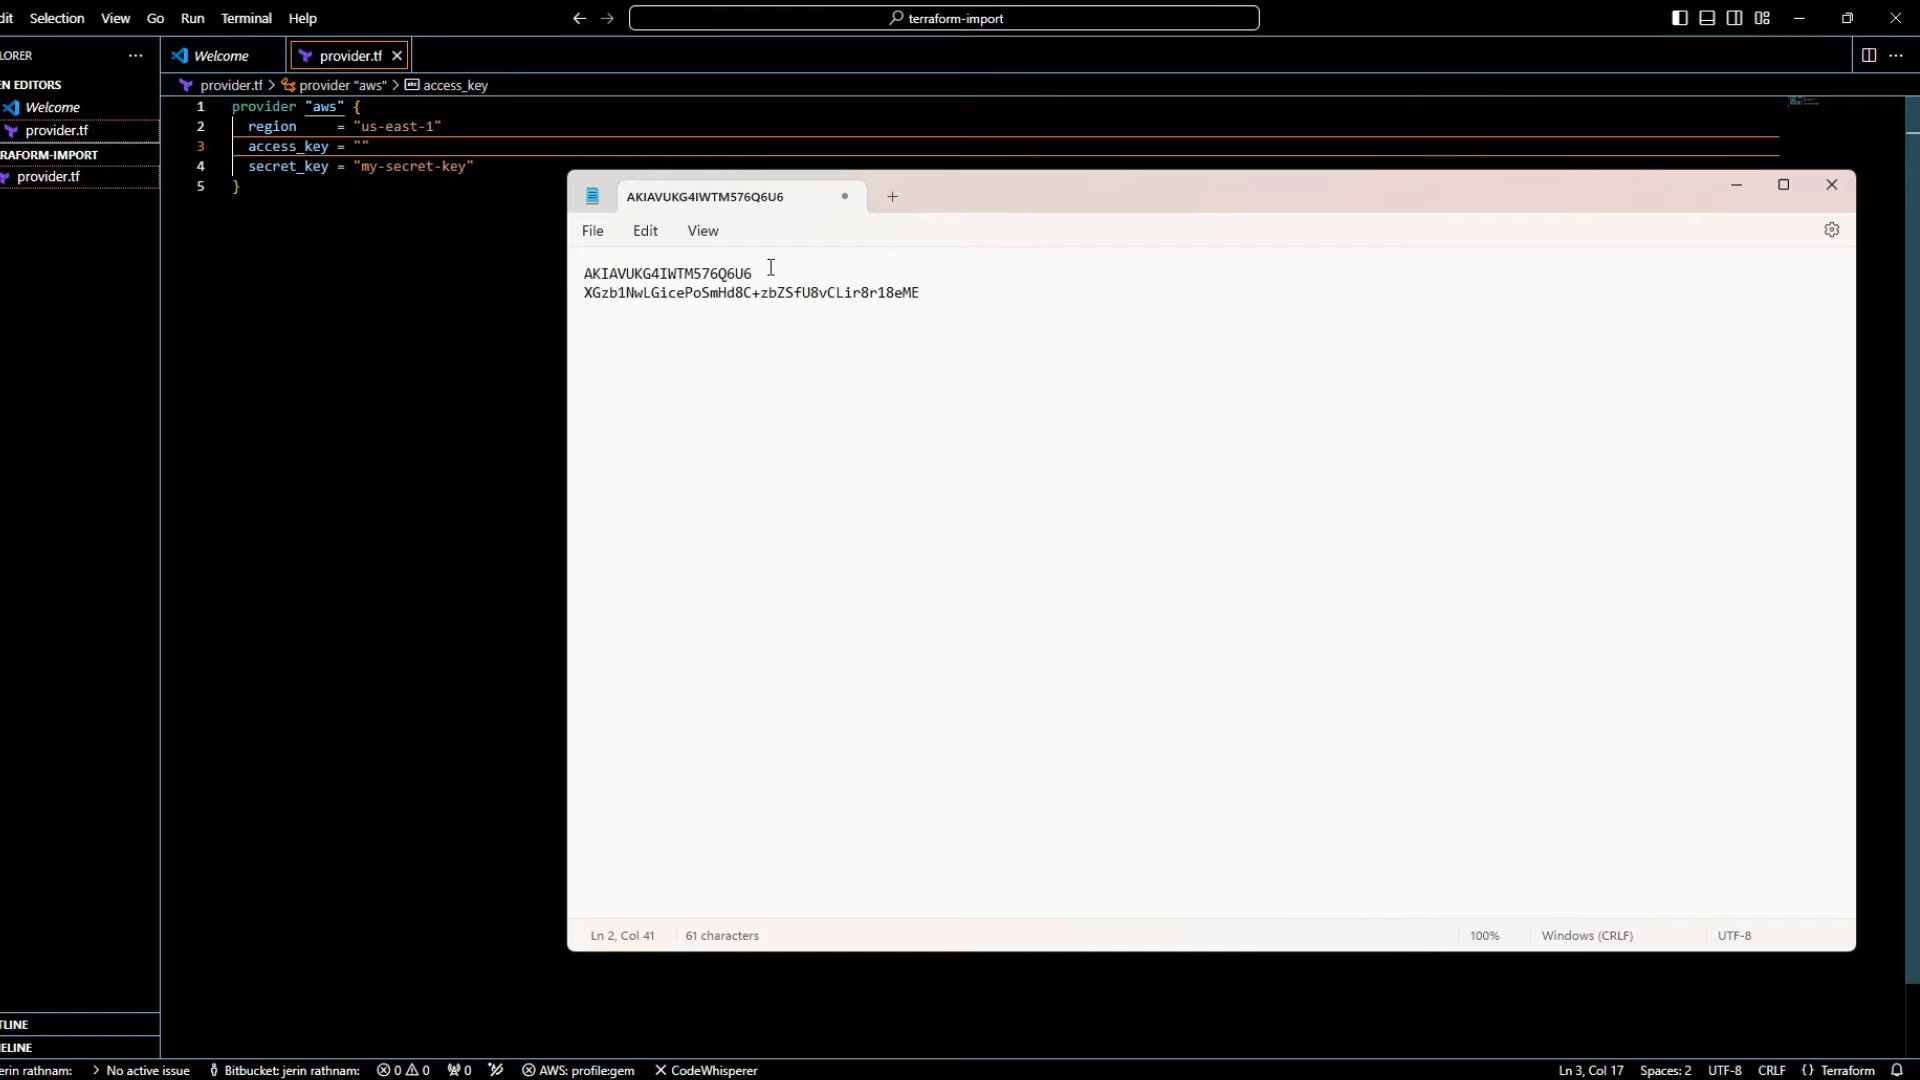 dit Selection View Go Run Terminal Help
terraform-import
LORER
Welcome
provider.tf
EN EDITORS
Welcome
provider.tf
RAFORM-IMPORT
provider.tf
provider.tf > provider "aws" > access_key
1 provider "aws" {
2 region = "us-east-1"
3 access_key = ""
4 secret_key = "my-secret-key"
5 }
AKIAVUKG4IWTM576Q6U6
File Edit View
AKIAVUKG4IWTM576Q6U6
XGzb1NwLGicePoSmHd8C+zbZSfU8vCLir8r18eME
Ln 2, Col 41 61 characters 100% Windows (CRLF) UTF-8
TLINE
ELINE
erin rathnam: No active issue Bitbucket: jerin rathnam: 0 0 0 AWS: profile:gem CodeWhisperer Ln 3, Col 17 Spaces: 2 UTF-8 CRLF {} Terraform